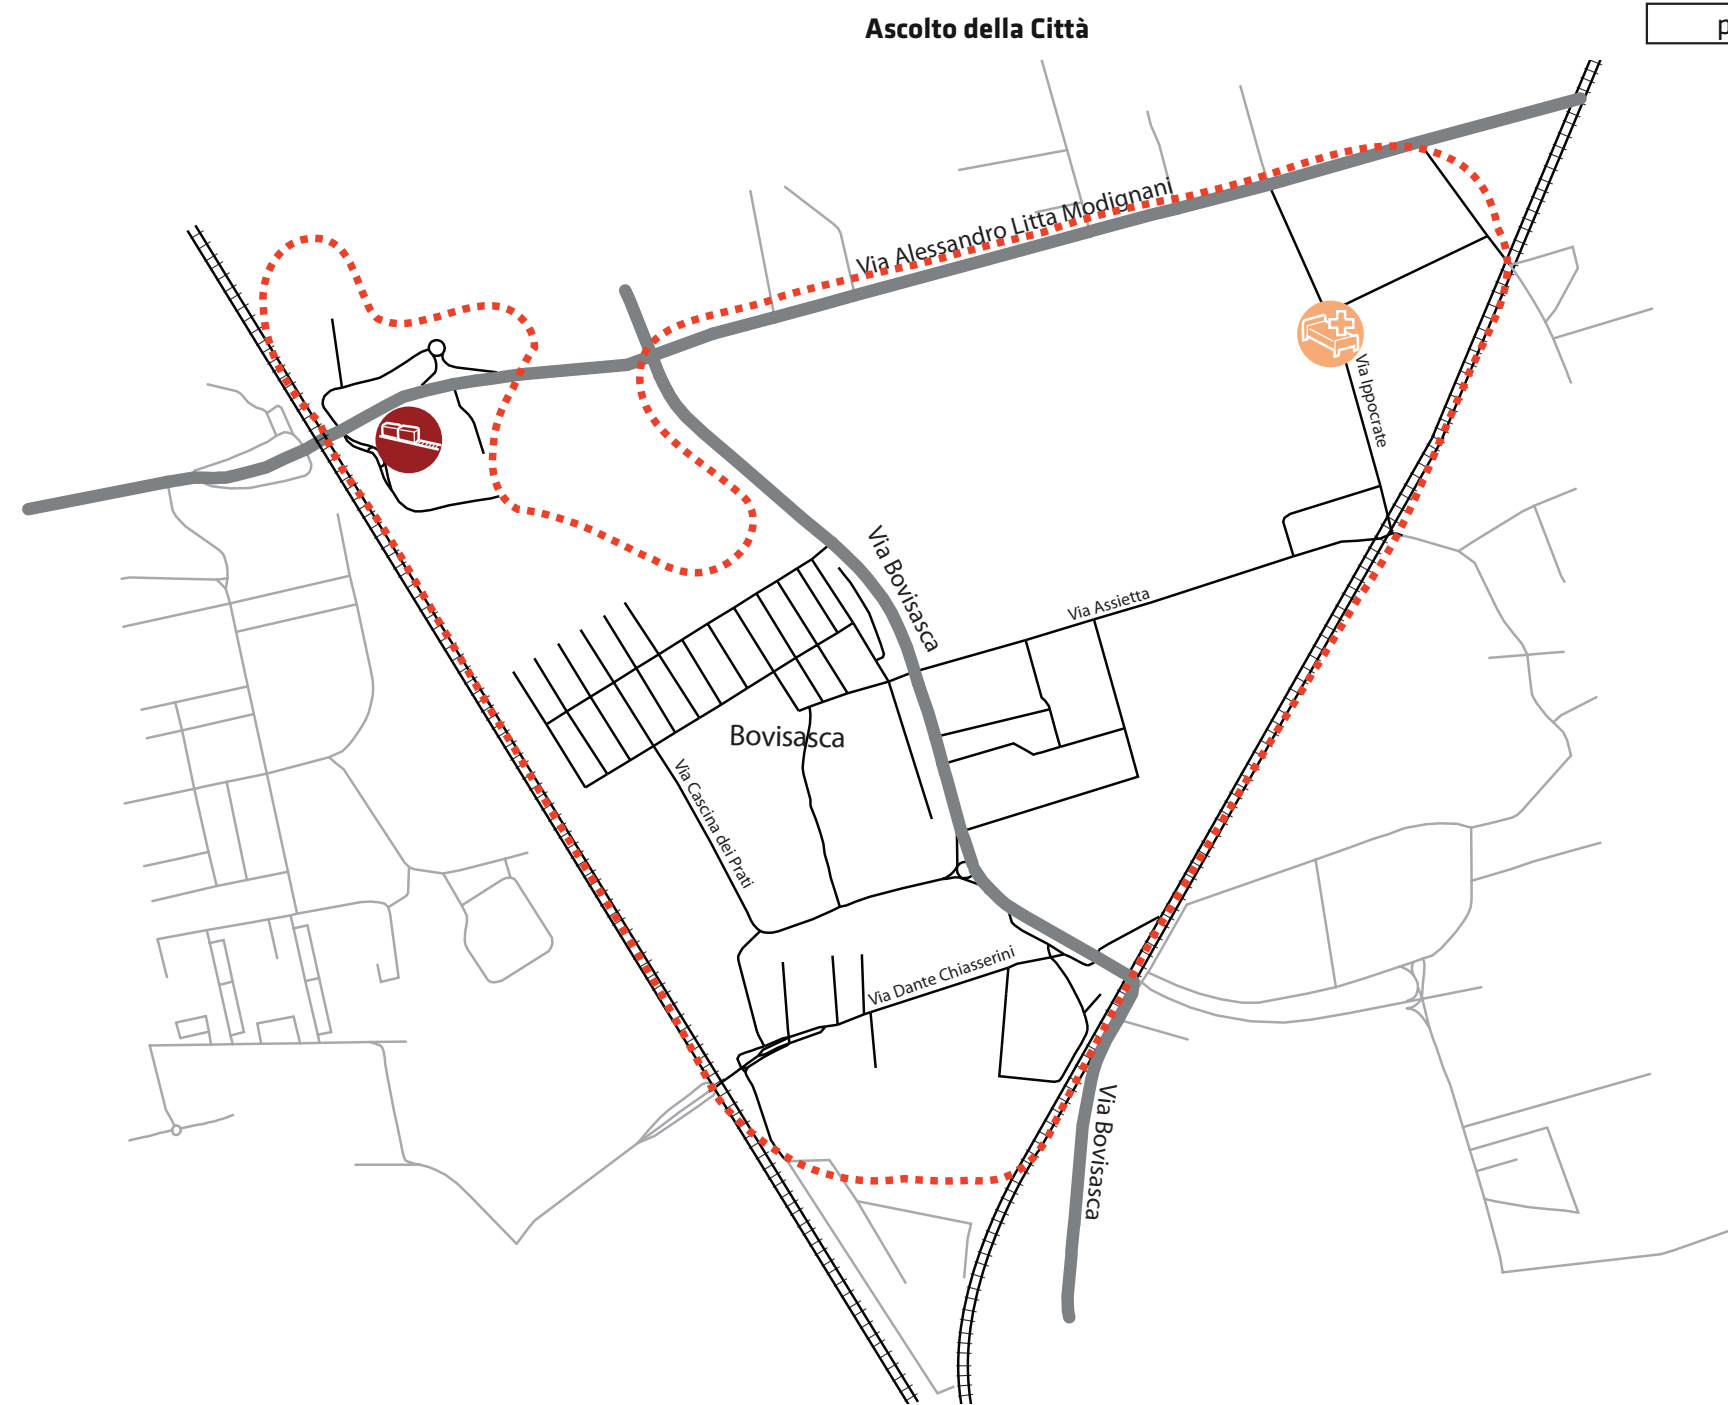 Ascolto della Città
p
Via Alessandro Litta Modignani
Via Ippocrate
Via Bovisasca
Via Assietta
Bovisasca
Via Cascina dei Prati
Via Dante Chiasserini
Via Bovisasca